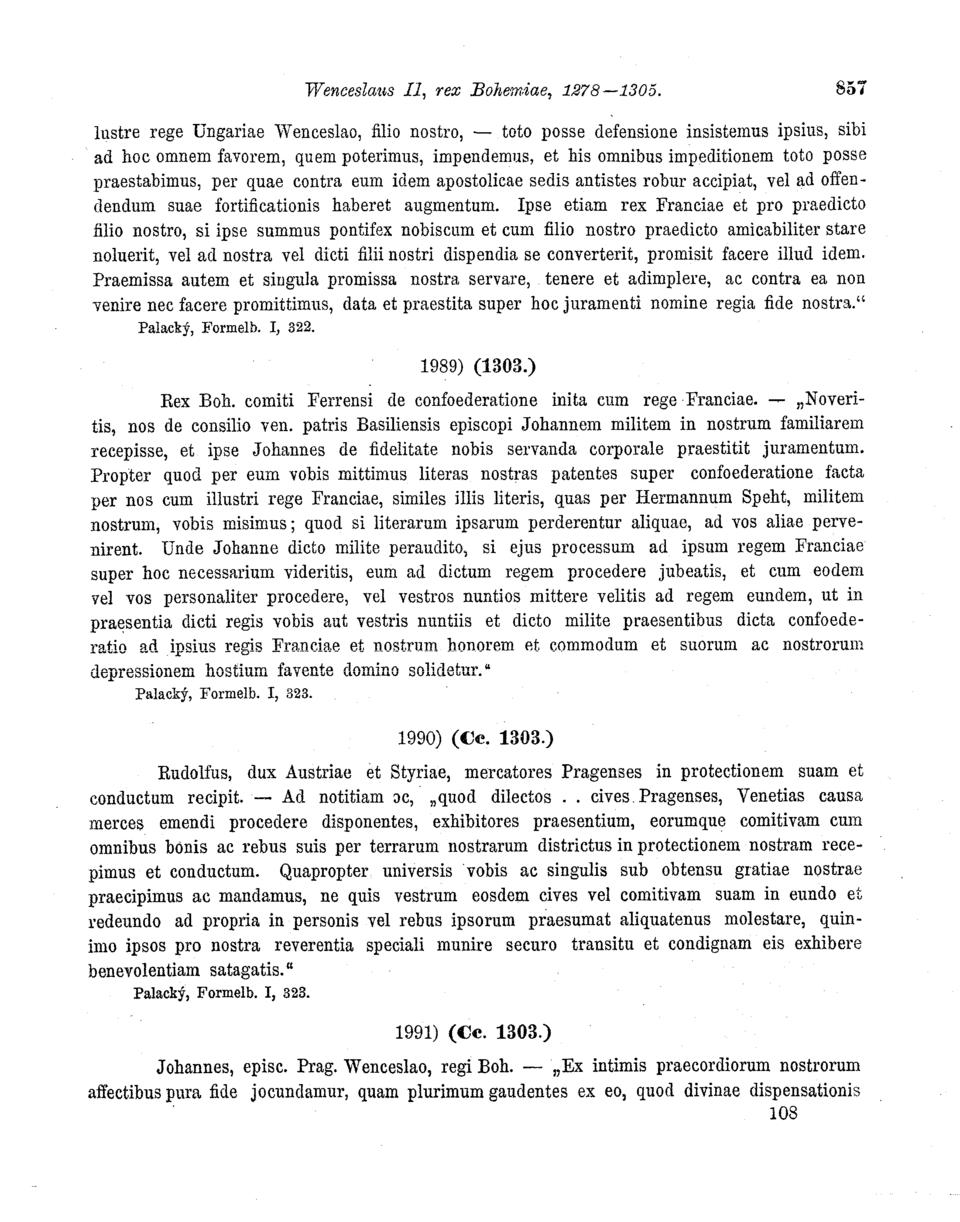 Wenceslaus II, rex Bohemiae, 1278—1305. 857
lustre rege Ungariae Wenceslao, filio nostro, — toto posse defensione insistemus ipsius, sibi
ad hoc omnem favorem, quem poterimus, impendemus, et his omnibus impeditionem toto posse
praestabimus, per quae contra eum idem apostolicae sedis antistes robur accipiat, vel ad offen-
dendum suae fortificationis haberet augmentum. Ipse etiam rex Franciae et pro praedicto
filio nostro, si ipse summus pontifex nobiscum et cum filio nostro praedicto amicabiliter stare
noluerit, vel ad nostra vel dicti filii nostri dispendia se converterit, promisit facere illud idem.
Praemissa autem et singula promissa nostra servare, tenere et adimplere, ac contra ea non
venire nec facere promittimus, data et praestita super hoc juramenti nomine regia fide nostra.“
Palacký, Formelb. I, 322.
1989) (1303.)
Rex Boh. comiti Ferrensi de confoederatione inita cum rege Franciae. — „Noveri-
tis, nos de consilio ven. patris Basiliensis episcopi Johannem militem in nostrum familiarem
recepisse, et ipse Johannes de fidelitate nobis servanda corporale praestitit juramentum.
Propter quod per eum vobis mittimus literas nostras patentes super confoederatione facta
per nos cum illustri rege Franciae, similes illis literis, quas per Hermannum Speht, militem
nostrum, vobis misimus; quod si literarum ipsarum perderentur aliquae, ad vos aliae perve-
nirent. Unde Johanne dicto milite peraudito, si ejus processum ad ipsum regem Franciae
super hoc necessarium videritis, eum ad dictum regem procedere jubeatis, et cum eodem
vel vos personaliter procedere, vel vestros nuntios mittere velitis ad regem eundem, ut in
praesentia dicti regis vobis aut vestris nuntiis et dicto milite praesentibus dicta confoede-
ratio ad ipsius regis Franciae et nostrum honorem et commodum et suorum ac nostrorum
depressionem hostium favente domino solidetur.“
Palacký, Formelb. I, 323.
1990) (Cc. 1303.)
Rudolfus, dux Austriae et Styriae, mercatores Pragenses in protectionem suam et
conductum recipit. — Ad notitiam ɔc, „quod dilectos . . cives Pragenses, Venetias causa
merces emendi procedere disponentes, exhibitores praesentium, eorumque comitivam cum
omnibus bonis ac rebus suis per terrarum nostrarum districtus in protectionem nostram rece-
pimus et conductum. Quapropter universis vobis ac singulis sub obtensu gratiae nostrae
praecipimus ac mandamus, ne quis vestrum eosdem cives vel comitivam suam in eundo et
redeundo ad propria in personis vel rebus ipsorum praesumat aliquatenus molestare, quin-
imo ipsos pro nostra reverentia speciali munire securo transitu et condignam eis exhibere
benevolentiam satagatis.“
Palacký, Formelb. I, 323.
1991) (Cc. 1303.)
Johannes, episc. Prag. Wenceslao, regi Boh. — „Ex intimis praecordiorum nostrorum
affectibus pura fide jocundamur, quam plurimum gaudentes ex eo, quod divinae dispensationis
108